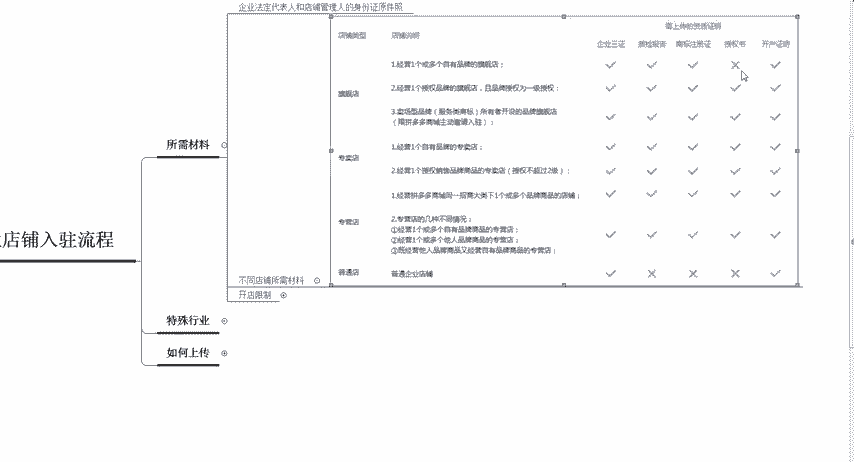 企业法定代表人和店铺管理人的身份证原件照
需上传的资质证明
店铺类型 店铺说明 企业三证 质检报告 商标注册证 授权书 开户证明
1.经营1个或多个自有品牌的旗舰店；
旗舰店 2.经营1个授权品牌的旗舰店，且品牌授权为一级授权；
3.卖场型品牌（服务类商标）所有者开设的品牌旗舰店
（限拼多多商城主动邀请入驻）；
1.经营1个自有品牌的专卖店；
专卖店
2.经营1个授权销售品牌商品的专卖店（授权不超过2级）；
1.经营拼多多商城同一招商大类下1个或多个品牌商品的店铺；
专营店 2.专营店的几种不同情况：
①经营1个或多个自有品牌商品的专营店；
②经营1个或多个他人品牌商品的专营店；
③既经营他人品牌商品又经营自有品牌商品的专营店；
普通店 普通企业店铺
所需材料
店铺入驻流程
不同店铺所需材料
开店限制
特殊行业
如何上传